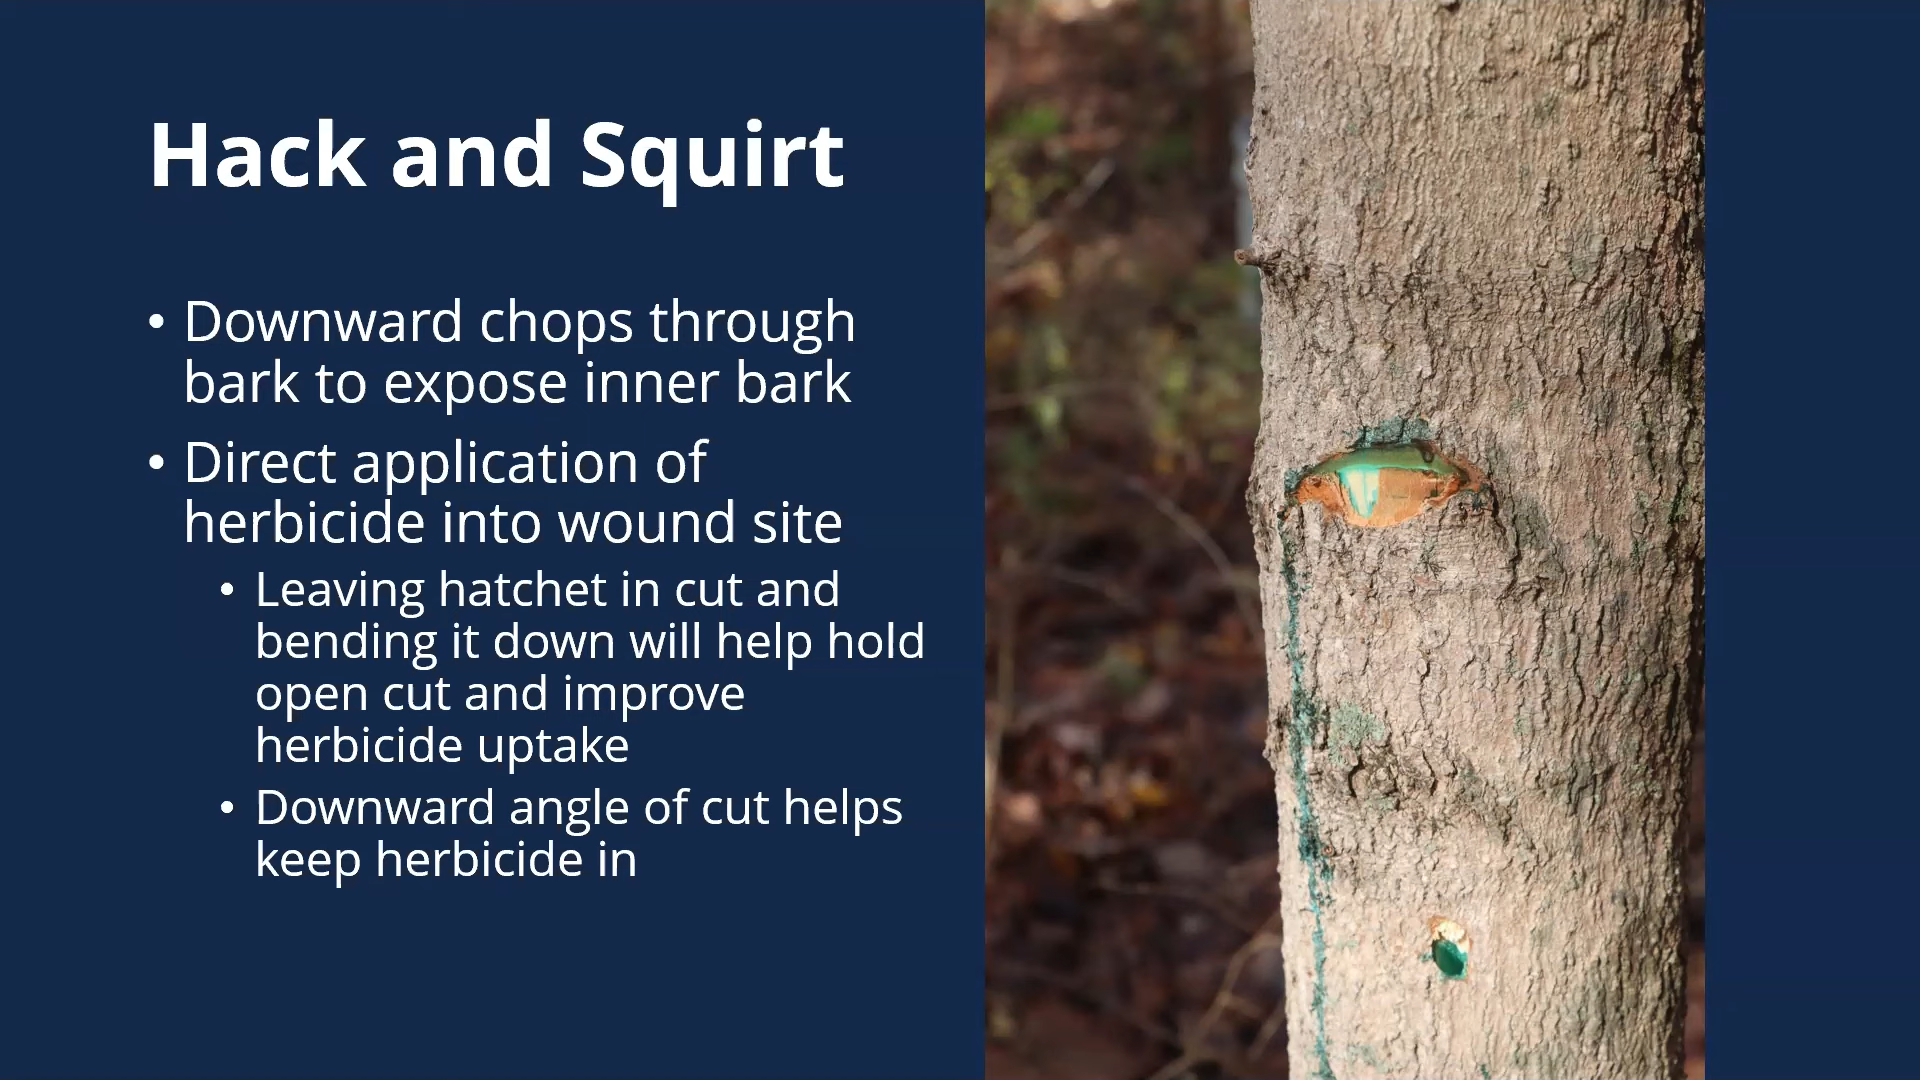 Hack and Squirt
• Downward chops through
bark to expose inner bark
• Direct application of
herbicide into wound site
• Leaving hatchet in cut and
bending it down will help hold
open cut and improve
herbicide uptake
• Downward angle of cut helps
keep herbicide in